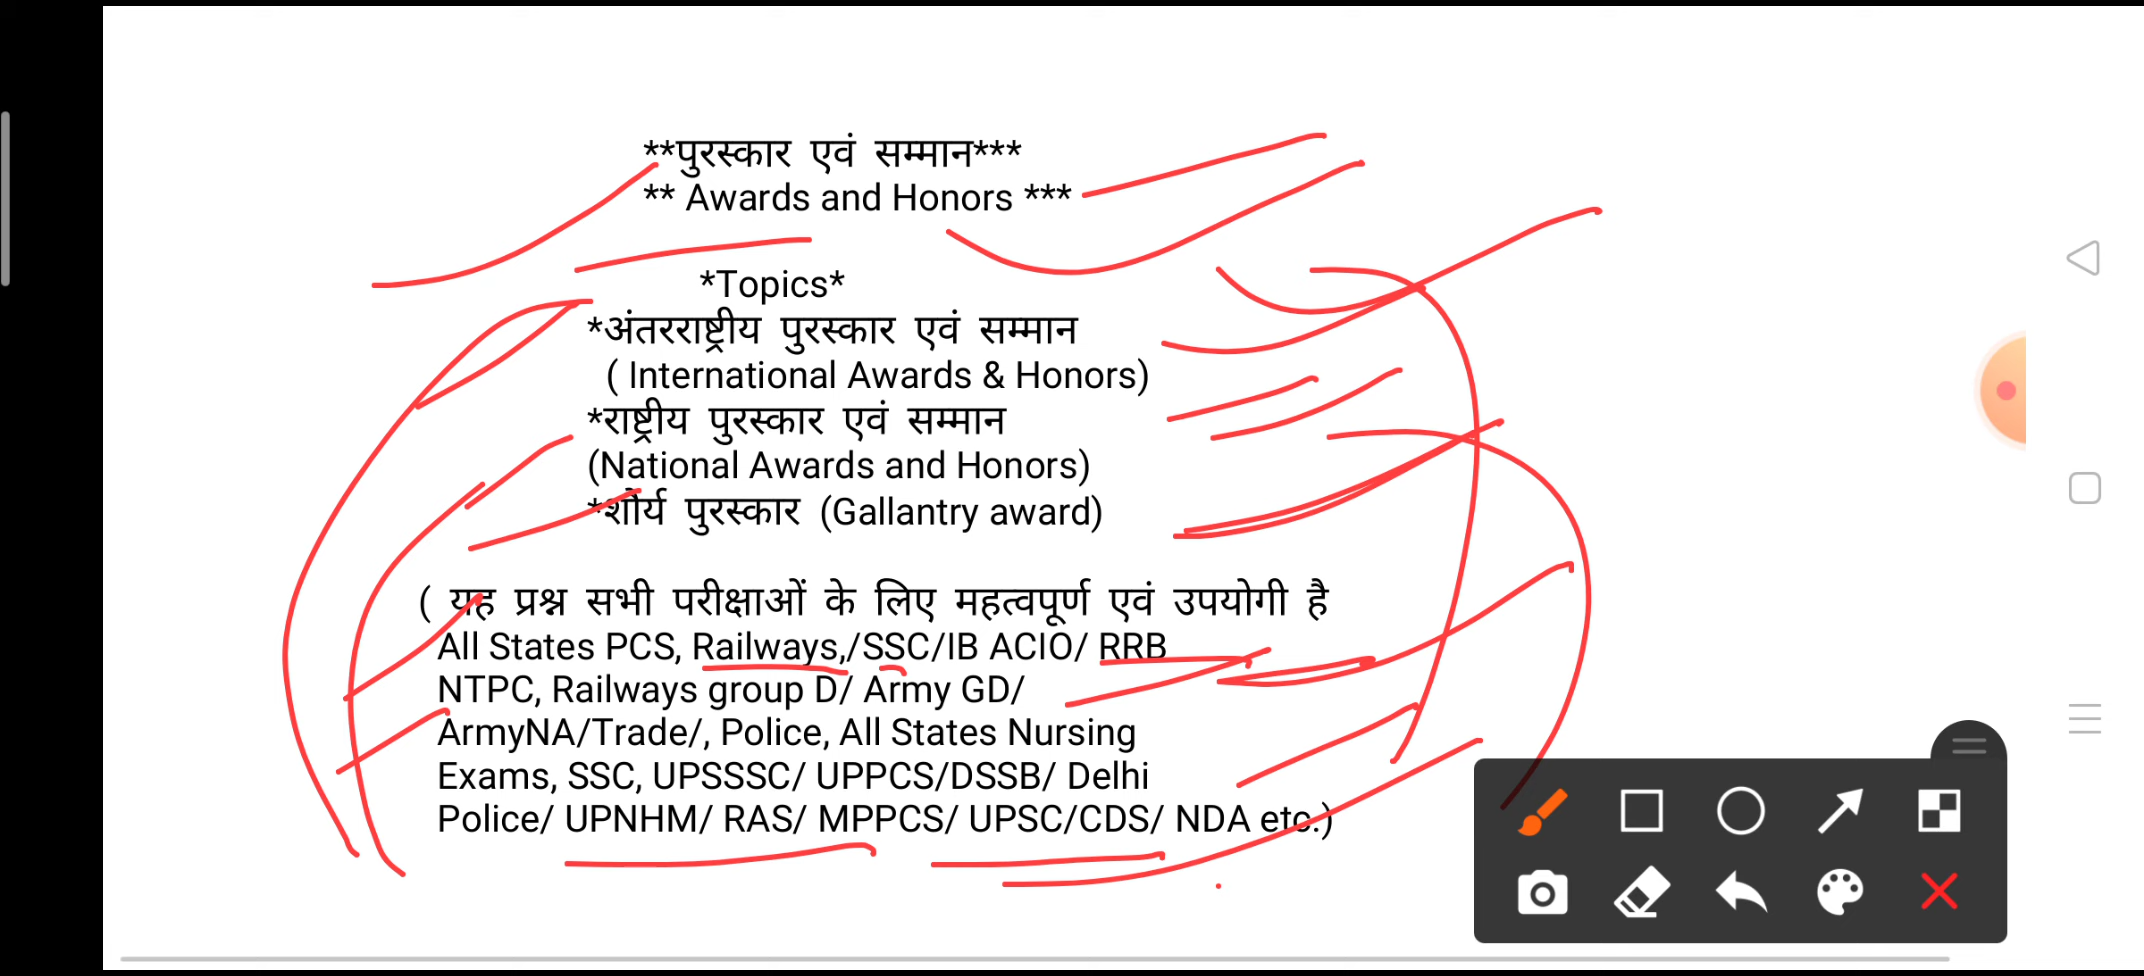 **पुरस्कार एवं सम्मान***
** Awards and Honors ***
*Topics*
*अंतरराष्ट्रीय पुरस्कार एवं सम्मान
( International Awards & Honors)
*राष्ट्रीय पुरस्कार एवं सम्मान
(National Awards and Honors)
*शौर्य पुरस्कार (Gallantry award)
( यह प्रश्न सभी परीक्षाओं के लिए महत्वपूर्ण एवं उपयोगी है
All States PCS, Railways,/SSC/IB ACIO/ RRB
NTPC, Railways group D/ Army GD/
ArmyNA/Trade/, Police, All States Nursing
Exams, SSC, UPSSSC/ UPPCS/DSSB/ Delhi
Police/ UPNHM/ RAS/ MPPCS/ UPSC/CDS/ NDA etc.)